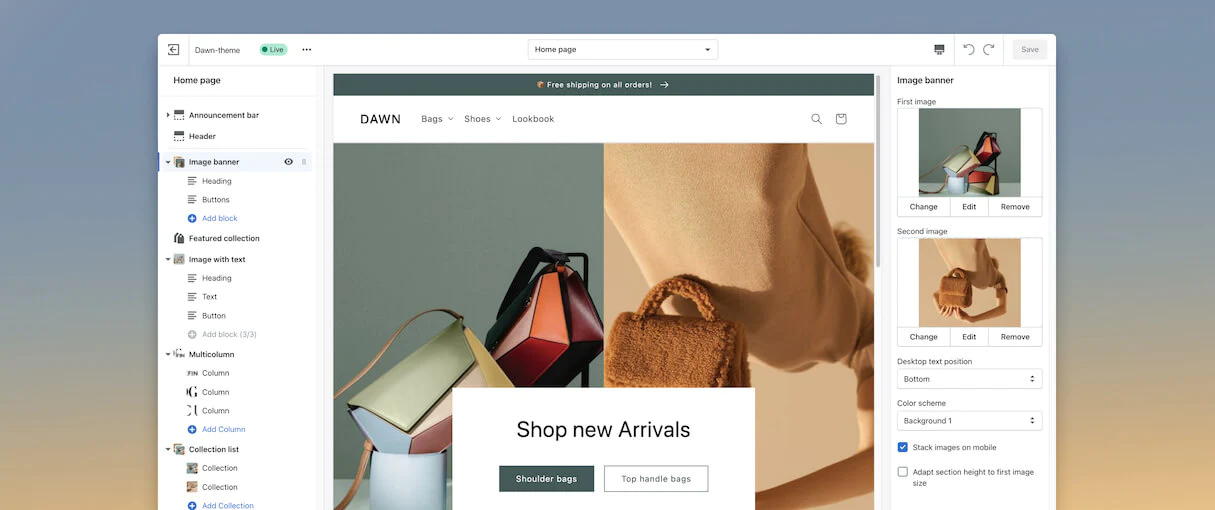 Dawn-theme
Live
Home page
Save
Home page
Announcement bar
Header
Image banner
Heading
Buttons
Add block
Featured collection
Image with text
Heading
Text
Button
Add block (3/3)
Multicolumn
Column
Column
Column
Add Column
Collection list
Collection
Collection
Add Collection
Free shipping on all orders!
DAWN
Bags
Shoes
Lookbook
Shop new Arrivals
Shoulder bags
Top handle bags
Image banner
First image
Change
Edit
Remove
Second image
Change
Edit
Remove
Desktop text position
Bottom
Color scheme
Background 1
Stack images on mobile
Adapt section height to first image
size